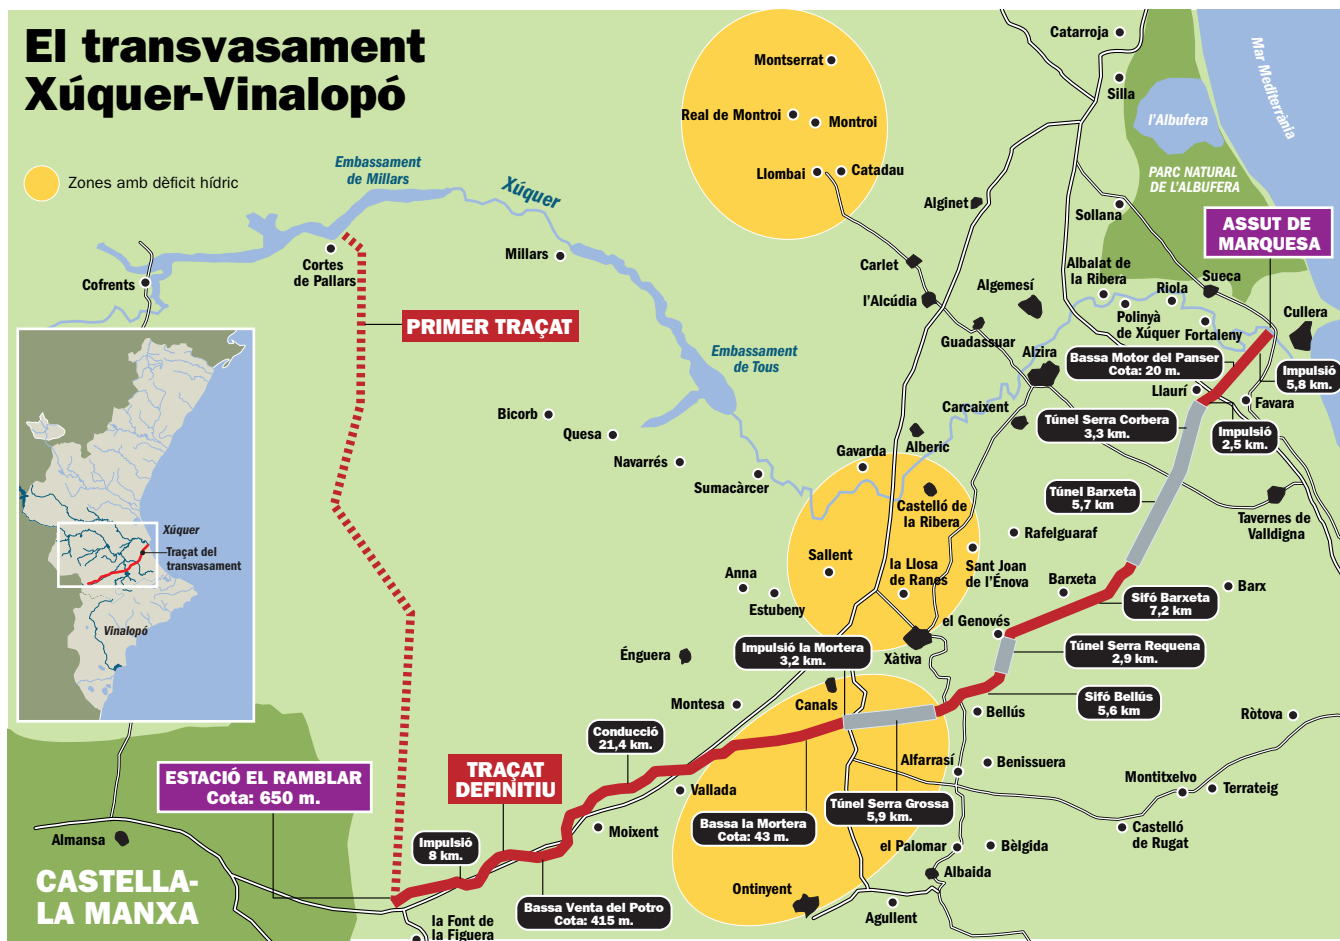 El transvasament
Xúquer-Vinalopó
Zones amb dèficit hídric
Embassament
de Millars
Xúquer
Cofrents
Cortes
de Pallars
Millars
PRIMER TRAÇAT
Embassament
de Tous
Bicorb
Quesa
Navarrés
Sumacàrcer
Montserrat
Real de Montroi
Montroi
Llombai
Catadau
Catarroja
Silla
l'Albufera
Mar Mediterrània
PARC NATURAL
DE L'ALBUFERA
Alginet
Sollana
ASSUT DE
MARQUESA
Carlet
l'Alcúdia
Algemesí
Albalat de
la Ribera
Riola
Sueca
Polinyà
de Xúquer
Fortaleny
Cullera
Guadassuar
Alzira
Bassa Motor del Panser
Cota: 20 m.
Impulsió
5,8 km.
Llaurí
Favara
Carcaixent
Túnel Serra Corbera
3,3 km.
Impulsió
2,5 km.
Gavarda
Alberic
Castelló de
la Ribera
Túnel Barxeta
5,7 km
Tavernes de
Valldigna
Rafelguaraf
Sallent
la Llosa
de Ranes
Sant Joan
de l'Énova
Barxeta
Barx
Anna
Estubeny
Sifó Barxeta
7,2 km
el Genovés
Xàtiva
Impulsió la Mortera
3,2 km.
Túnel Serra Requena
2,9 km.
Énguera
Canals
Sifó Bellús
5,6 km
Montesa
Bellús
Ròtova
Conducció
21,4 km.
Alfarrasí
Benissuera
Montitxelvo
Terrateig
Vallada
Túnel Serra Grossa
5,9 km.
Bassa la Mortera
Cota: 43 m.
Castelló
de Rugat
TRAÇAT
DEFINITIU
ESTACIÓ EL RAMBLAR
Cota: 650 m.
Moixent
el Palomar
Bèlgida
Almansa
Impulsió
8 km.
Albaida
Ontinyent
Agullent
Bassa Venta del Potro
Cota: 415 m.
CASTELLA-
LA MANXA
la Font de
la Figuera
Xúquer
Traçat del
transvasament
Vinalopó